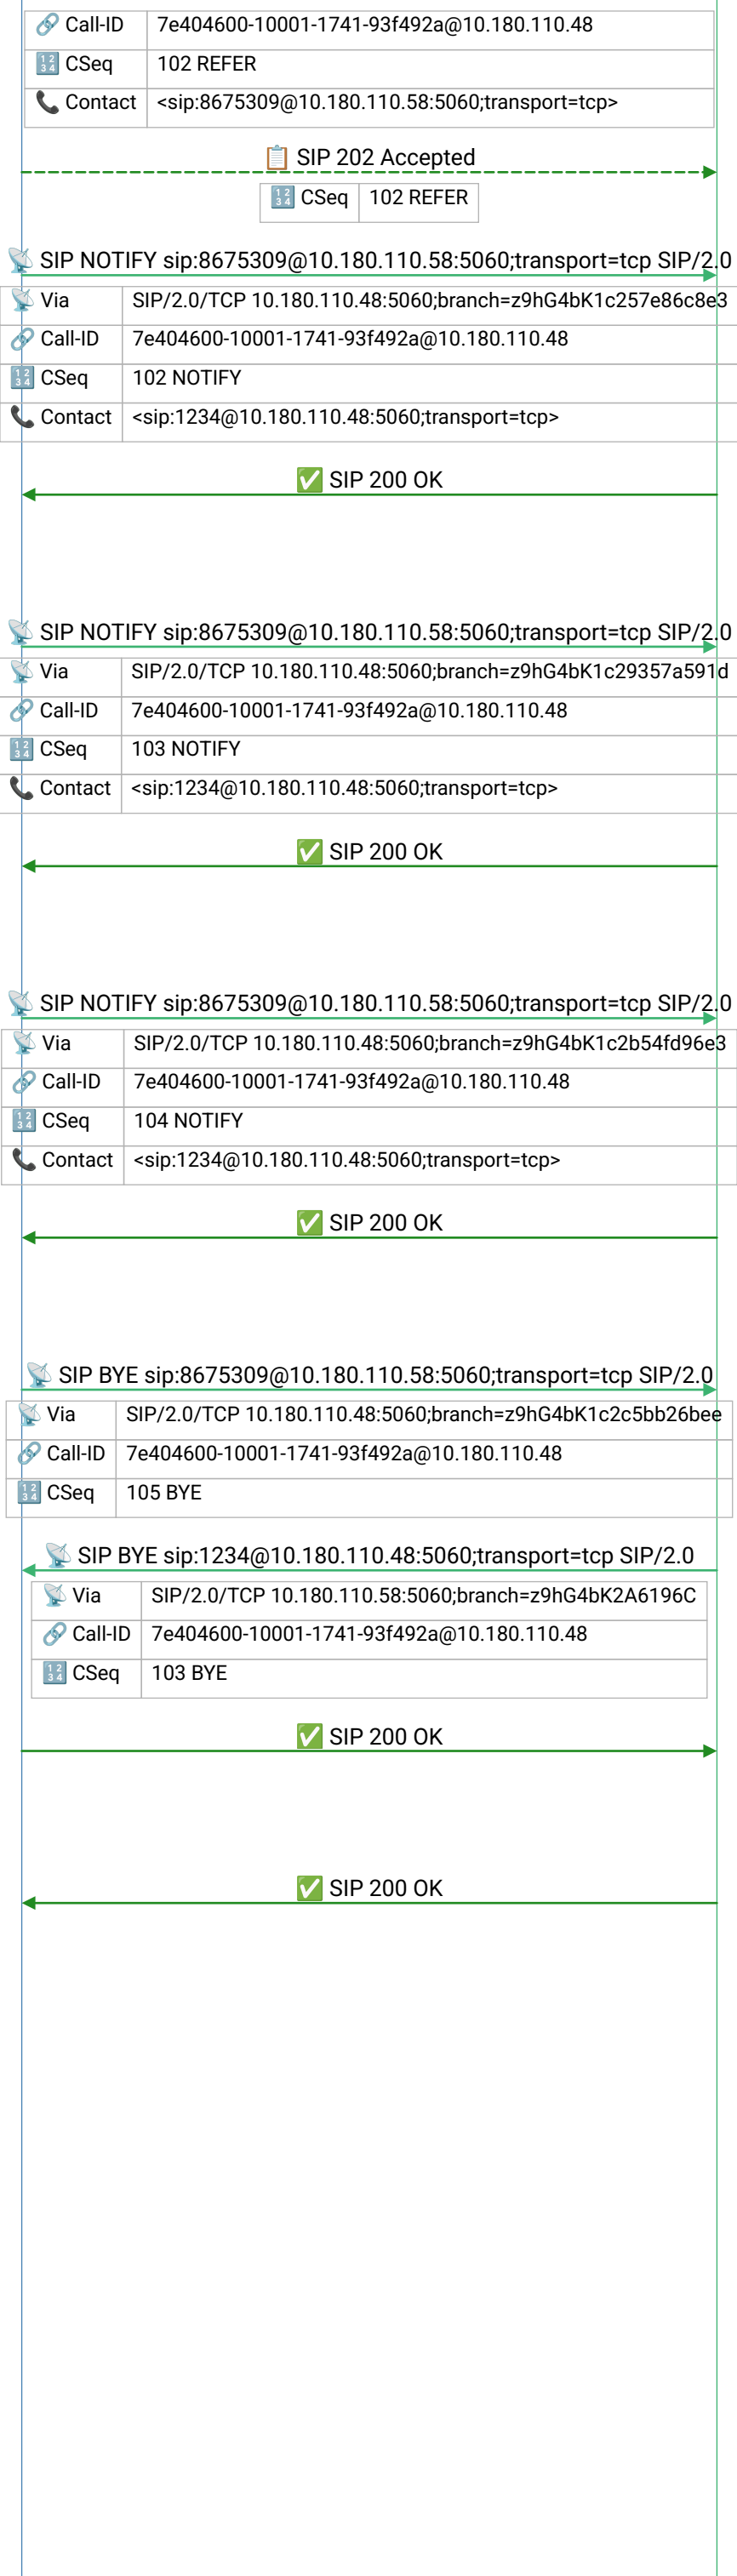 🔗 Call-ID 7e404600-10001-1741-93f492a@10.180.110.48
🔢 CSeq 102 REFER
📞 Contact <sip:8675309@10.180.110.58:5060;transport=tcp>
📋 SIP 202 Accepted
🔢 CSeq 102 REFER
📡 SIP NOTIFY sip:8675309@10.180.110.58:5060;transport=tcp SIP/2.0
📡 Via SIP/2.0/TCP 10.180.110.48:5060;branch=z9hG4bK1c257e86c8e3
🔗 Call-ID 7e404600-10001-1741-93f492a@10.180.110.48
🔢 CSeq 102 NOTIFY
📞 Contact <sip:1234@10.180.110.48:5060;transport=tcp>
✅ SIP 200 OK
📡 SIP NOTIFY sip:8675309@10.180.110.58:5060;transport=tcp SIP/2.0
📡 Via SIP/2.0/TCP 10.180.110.48:5060;branch=z9hG4bK1c29357a591d
🔗 Call-ID 7e404600-10001-1741-93f492a@10.180.110.48
🔢 CSeq 103 NOTIFY
📞 Contact <sip:1234@10.180.110.48:5060;transport=tcp>
✅ SIP 200 OK
📡 SIP NOTIFY sip:8675309@10.180.110.58:5060;transport=tcp SIP/2.0
📡 Via SIP/2.0/TCP 10.180.110.48:5060;branch=z9hG4bK1c2b54fd96e3
🔗 Call-ID 7e404600-10001-1741-93f492a@10.180.110.48
🔢 CSeq 104 NOTIFY
📞 Contact <sip:1234@10.180.110.48:5060;transport=tcp>
✅ SIP 200 OK
📡 SIP BYE sip:8675309@10.180.110.58:5060;transport=tcp SIP/2.0
📡 Via SIP/2.0/TCP 10.180.110.48:5060;branch=z9hG4bK1c2c5bb26bee
🔗 Call-ID 7e404600-10001-1741-93f492a@10.180.110.48
🔢 CSeq 105 BYE
📡 SIP BYE sip:1234@10.180.110.48:5060;transport=tcp SIP/2.0
📡 Via SIP/2.0/TCP 10.180.110.58:5060;branch=z9hG4bK2A6196C
🔗 Call-ID 7e404600-10001-1741-93f492a@10.180.110.48
🔢 CSeq 103 BYE
✅ SIP 200 OK
✅ SIP 200 OK